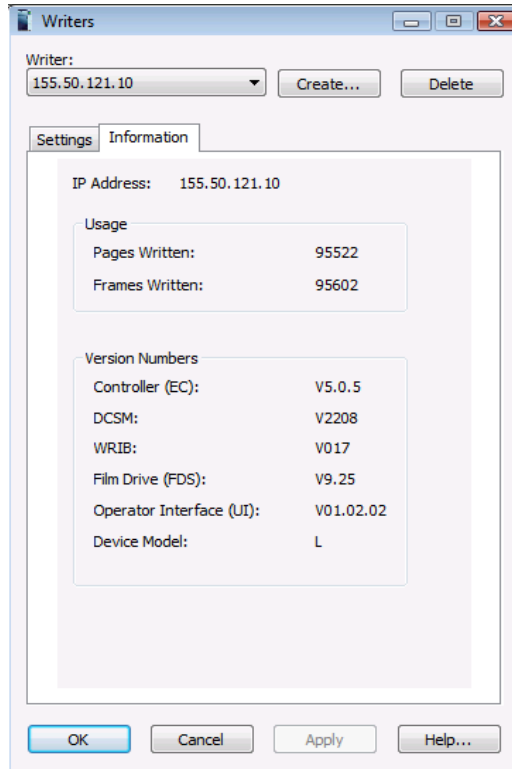 Writers
Writer:
155.50.121.10
Create...
Delete
Settings
Information
IP Address: 155.50.121.10
Usage
Pages Written: 95522
Frames Written: 95602
Version Numbers
Controller (EC): V5.0.5
DCSM: V2208
WRIB: V017
Film Drive (FDS): V9.25
Operator Interface (UI): V01.02.02
Device Model: L
OK
Cancel
Apply
Help...